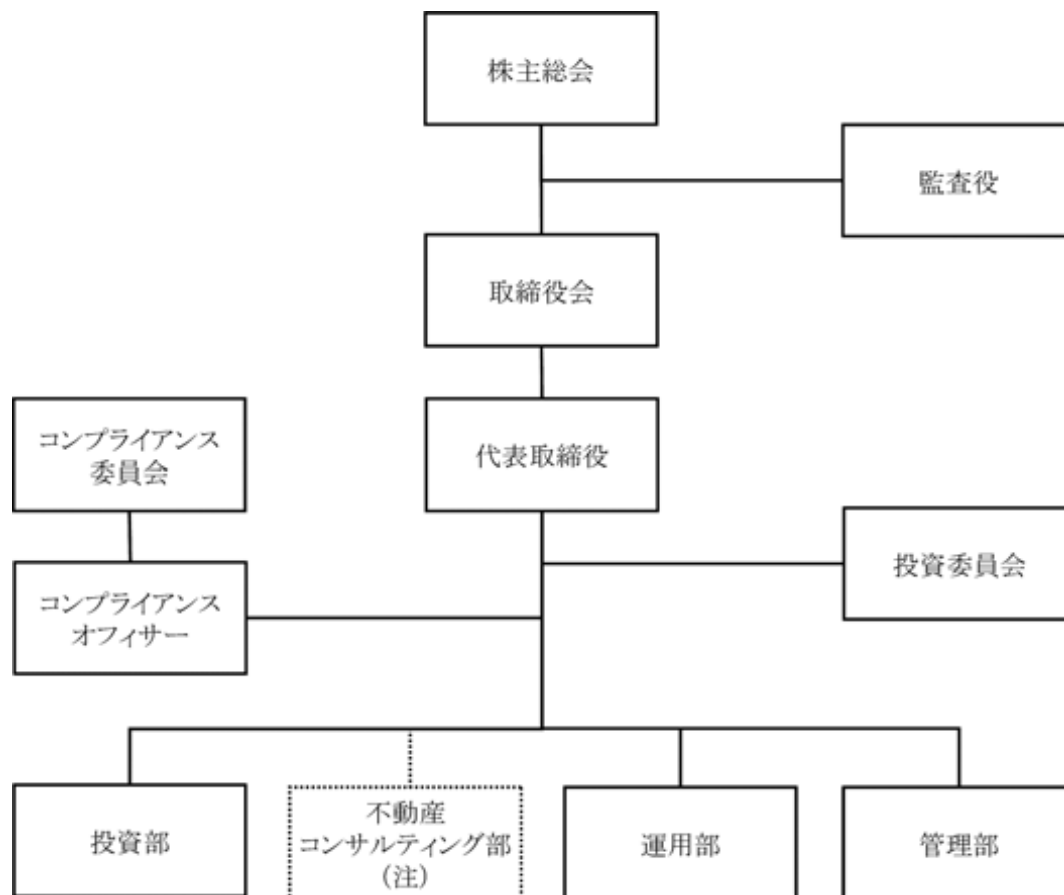 株主総会
監査役
取締役会
コンプライアンス
委員会
代表取締役
投資委員会
コンプライアンス
オフィサー
投資部
不動産
コンサルティング部
(注)
運用部
管理部